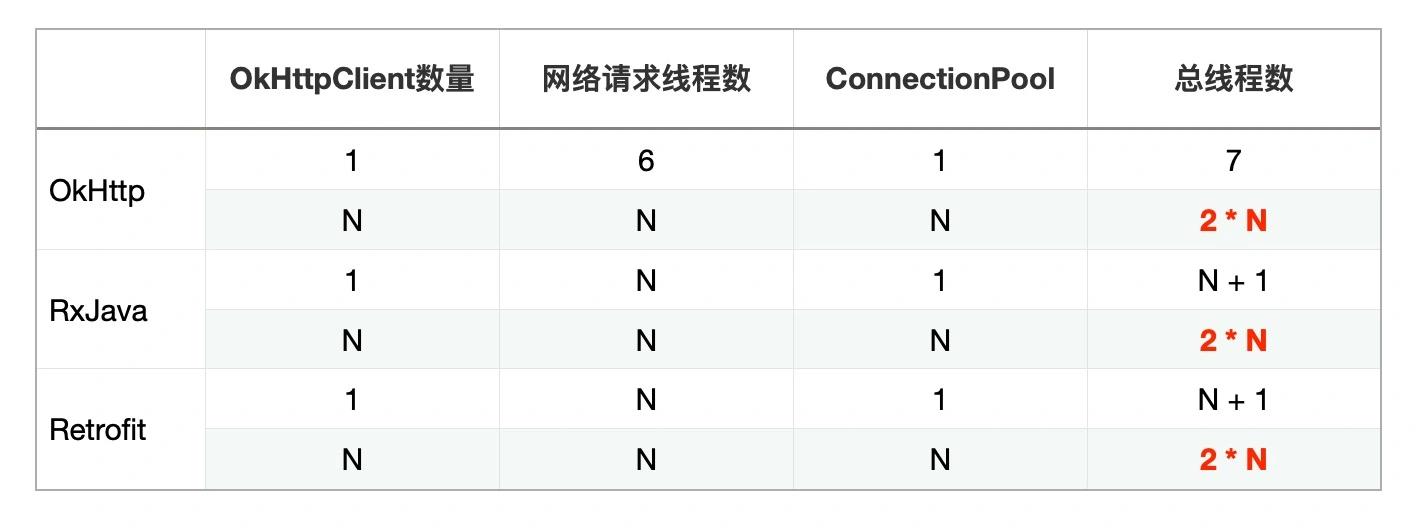 OkHttpClient数量 网络请求线程数 ConnectionPool 总线程数
OkHttp
1 6 1 7
N N N 2 * N
RxJava
1 N 1 N + 1
N N N 2 * N
Retrofit
1 N 1 N + 1
N N N 2 * N